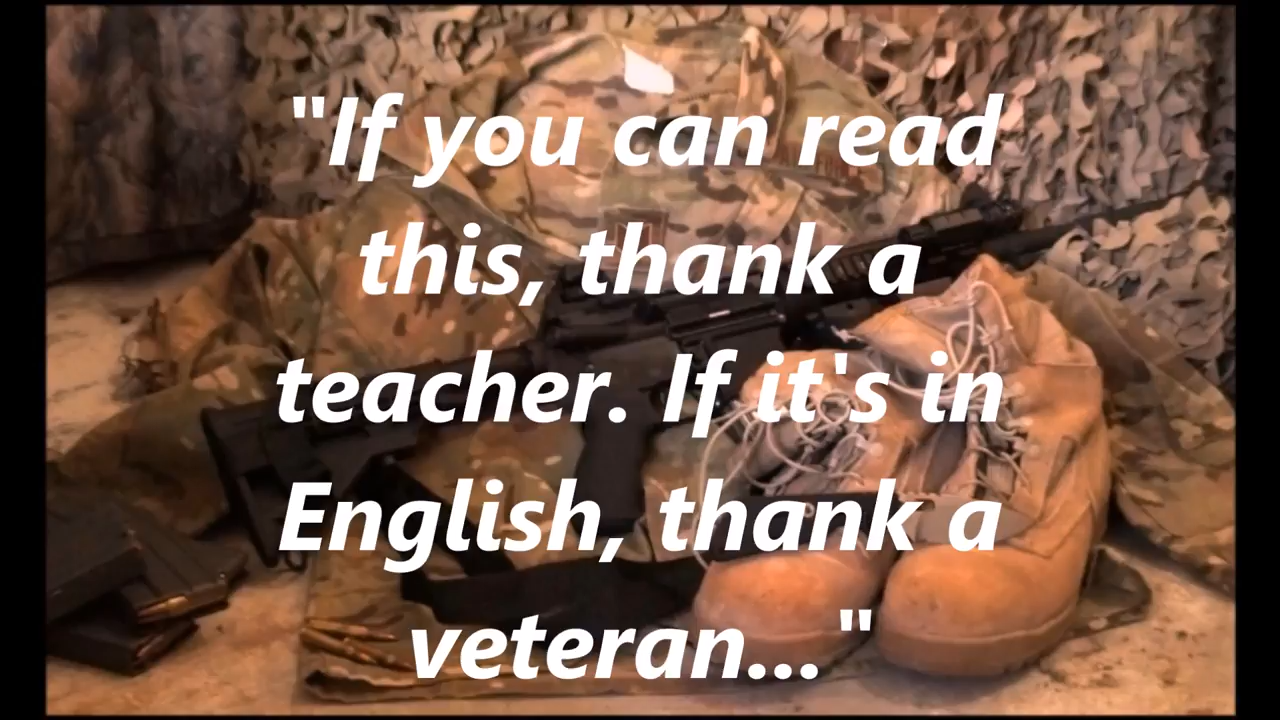 "If you can read
this, thank a
teacher. If it's in
English, thank a
veteran..."